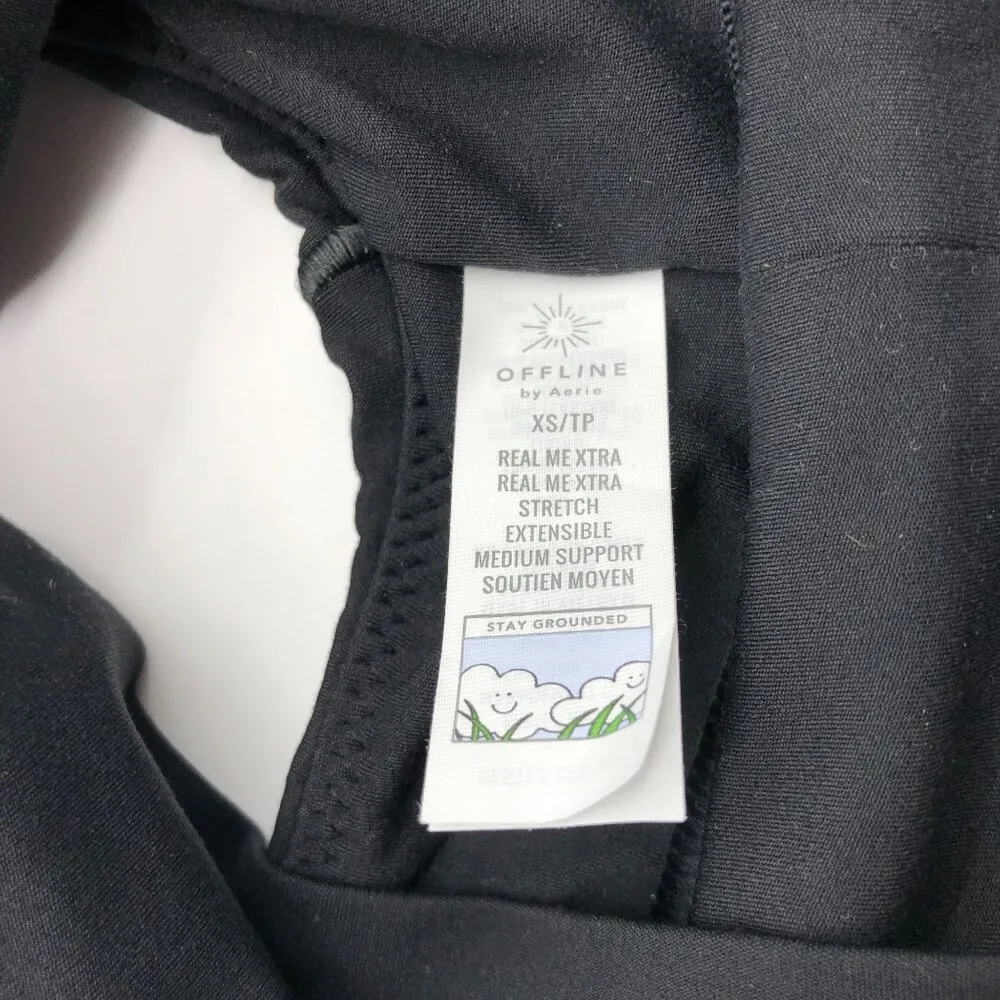 OFFLINE
by Aerie
XS/TP
REAL ME XTRA
REAL ME XTRA
STRETCH
EXTENSIBLE
MEDIUM SUPPORT
SOUTIEN MOYEN
STAY GROUNDED